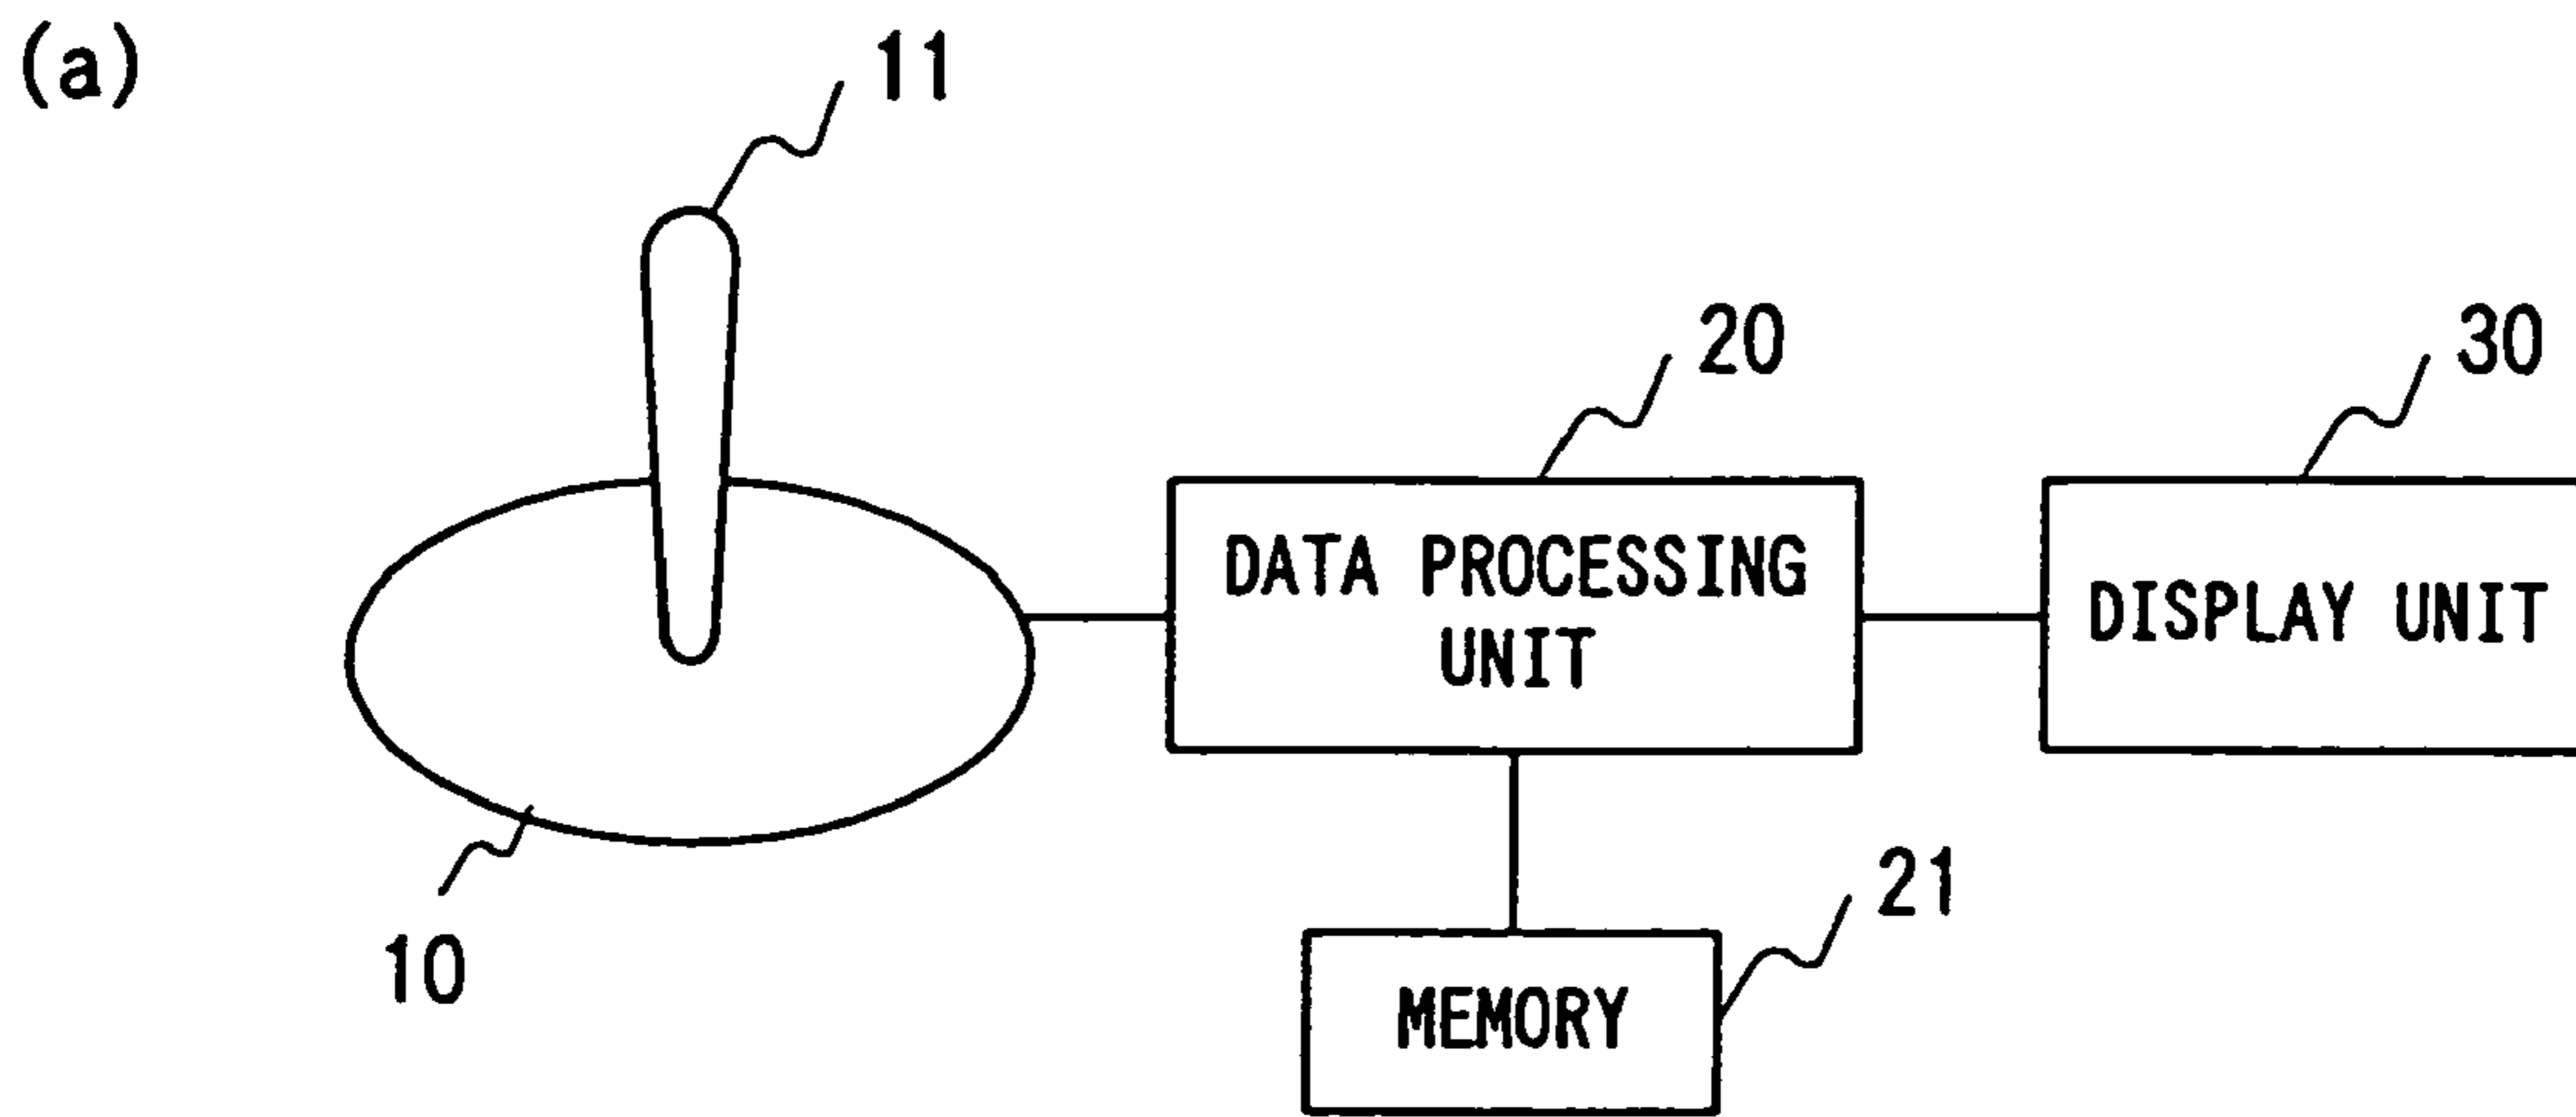 (a)
11
20
30
DATA PROCESSING
UNIT
DISPLAY UNIT
10
21
MEMORY